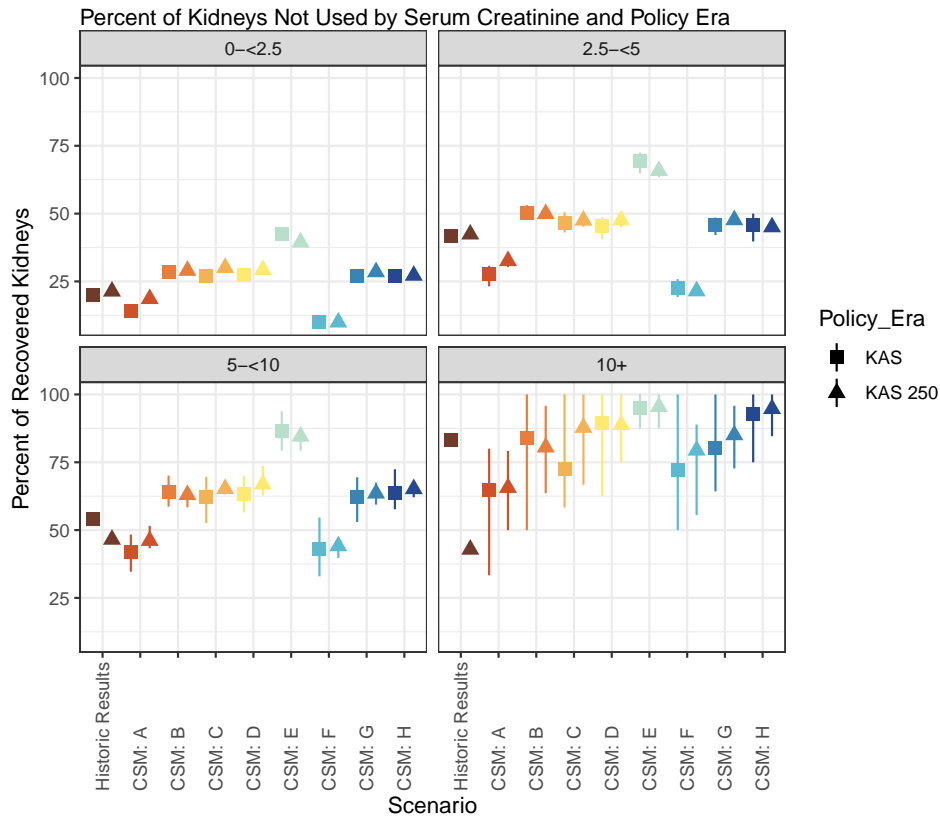 Percent of Kidneys Not Used by Serum Creatinine and Policy Era
0−<2.5
2.5−<5
100
75
50
25
5−<10
10+
100
75
50
25
Percent of Recovered Kidneys
Historic Results
CSM: A
CSM: B
CSM: C
CSM: D
CSM: E
CSM: F
CSM: G
CSM: H
Historic Results
CSM: A
CSM: B
CSM: C
CSM: D
CSM: E
CSM: F
CSM: G
CSM: H
Scenario
Policy_Era
KAS
KAS 250